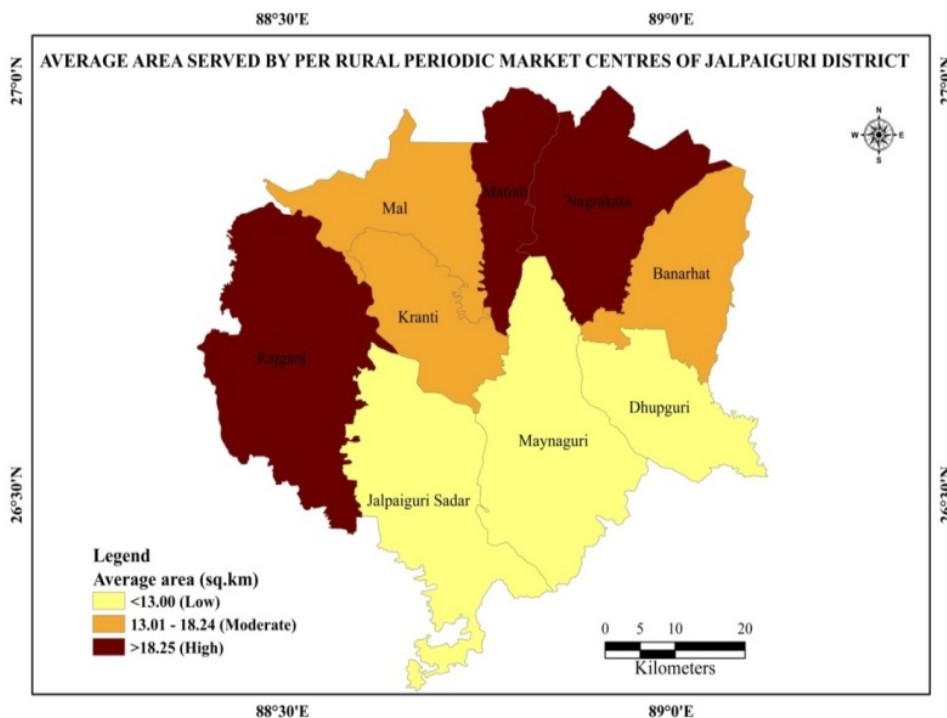 88°30'E 89°0'E
AVERAGE AREA SERVED BY PER RURAL PERIODIC MARKET CENTRES OF JALPAIGURI DISTRICT
27°0'N 27°0'N
N
W E
S
Matiali
Mal
Nagrakata
Banarhat
Kranti
Rajganj
Dhupguri
Maynaguri
Jalpaiguri Sadar
26°30'N 26°30'N
Legend
Average area (sq.km)
<13.00 (Low)
13.01 - 18.24 (Moderate)
>18.25 (High)
0 5 10 20
Kilometers
88°30'E 89°0'E